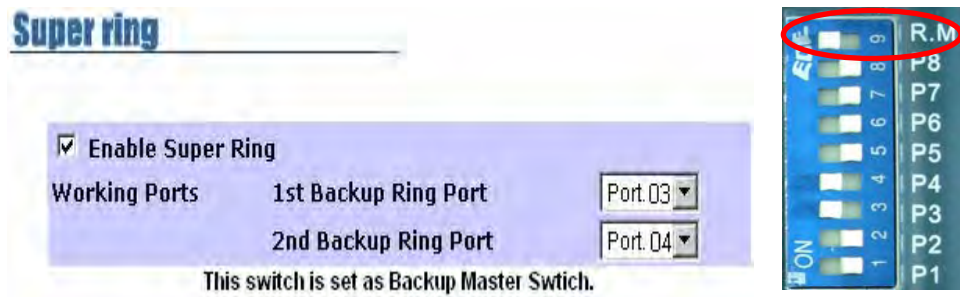 Super ring
Enable Super Ring
Working Ports 1st Backup Ring Port Port.03
2nd Backup Ring Port Port.04
This switch is set as Backup Master Swtich.
9 R.M
8 P8
7 P7
6 P6
5 P5
4 P4
3 P3
2 P2
1 P1
ON